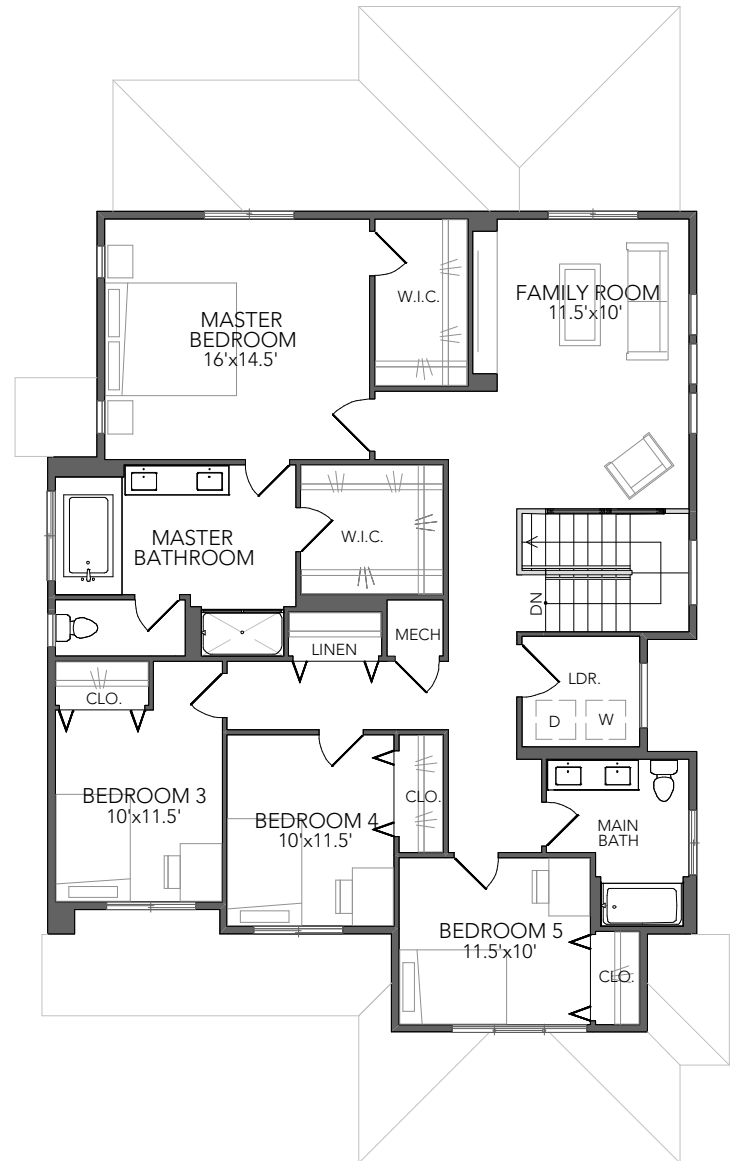 W.I.C.
FAMILY ROOM
11.5'x10'
MASTER
BEDROOM
16'x14.5'
MASTER
BATHROOM
W.I.C.
DN
LINEN
MECH
LDR.
D
W
CLO.
BEDROOM 3
10'x11.5'
BEDROOM 4
10'x11.5'
CLO.
MAIN
BATH
BEDROOM 5
11.5'x10'
CLO.